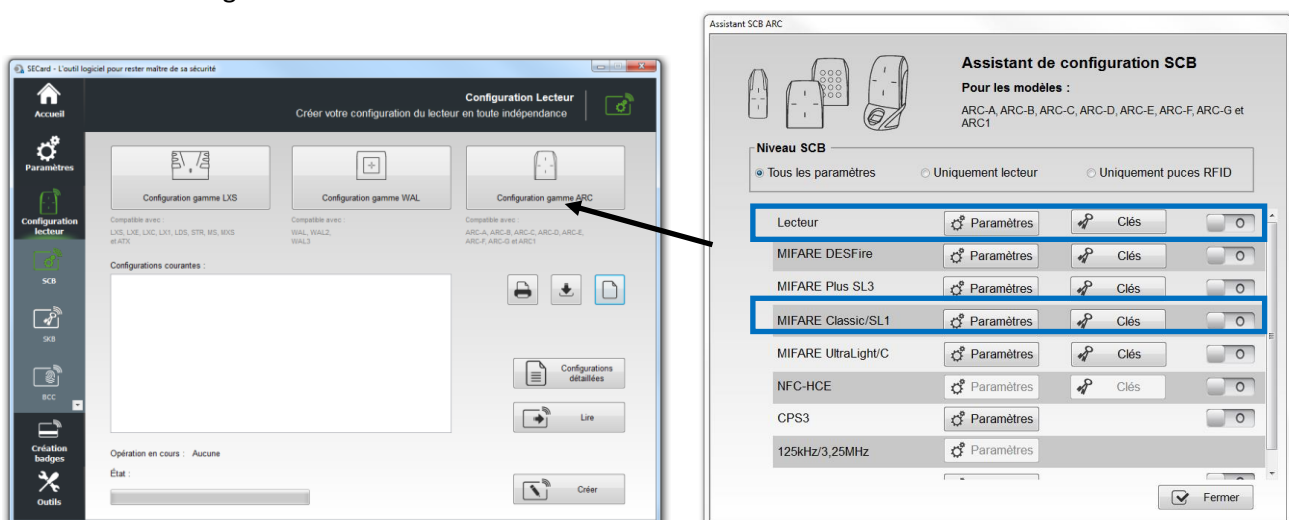 SECard - L'outil logiciel pour rester maître de sa sécurité
Accueil
Configuration Lecteur
Créer votre configuration du lecteur en toute indépendance
Paramètres
Configuration lecteur
SCB
SKB
BCC
Création badges
Outils
Configuration gamme LXS
Configuration gamme WAL
Configuration gamme ARC
Compatible avec :
LXS, LXE, LXC, LX1, LDS, STR, MS, MXS et ATX
Compatible avec :
WAL, WAL2, WAL3
Compatible avec :
ARC-A, ARC-B, ARC-C, ARC-D, ARC-E, ARC-F, ARC-G et ARC1
Configurations courantes :
Configurations détaillées
Lire
Opération en cours : Aucune
État :
Créer
Assistant SCB ARC
Assistant de configuration SCB
Pour les modèles :
ARC-A, ARC-B, ARC-C, ARC-D, ARC-E, ARC-F, ARC-G et
ARC1
Niveau SCB
Tous les paramètres Uniquement lecteur Uniquement puces RFID
Lecteur Paramètres Clés O
MIFARE DESFire Paramètres Clés O
MIFARE Plus SL3 Paramètres Clés O
MIFARE Classic/SL1 Paramètres Clés O
MIFARE UltraLight/C Paramètres Clés O
NFC-HCE Paramètres Clés O
CPS3 Paramètres O
125kHz/3,25MHz Paramètres
Fermer